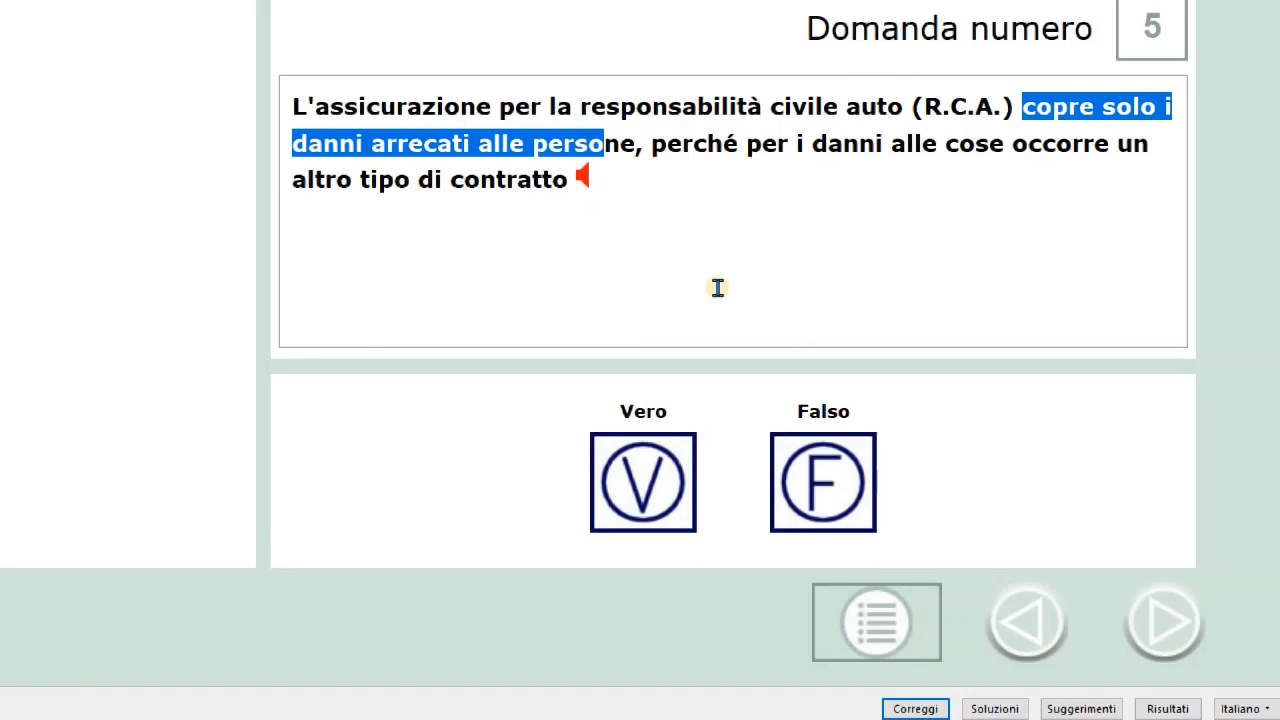 Domanda numero 5
L'assicurazione per la responsabilità civile auto (R.C.A.) copre solo i
danni arrecati alle persone, perché per i danni alle cose occorre un
altro tipo di contratto
Vero Falso
V F
Correggi Soluzioni Suggerimenti Risultati Italiano